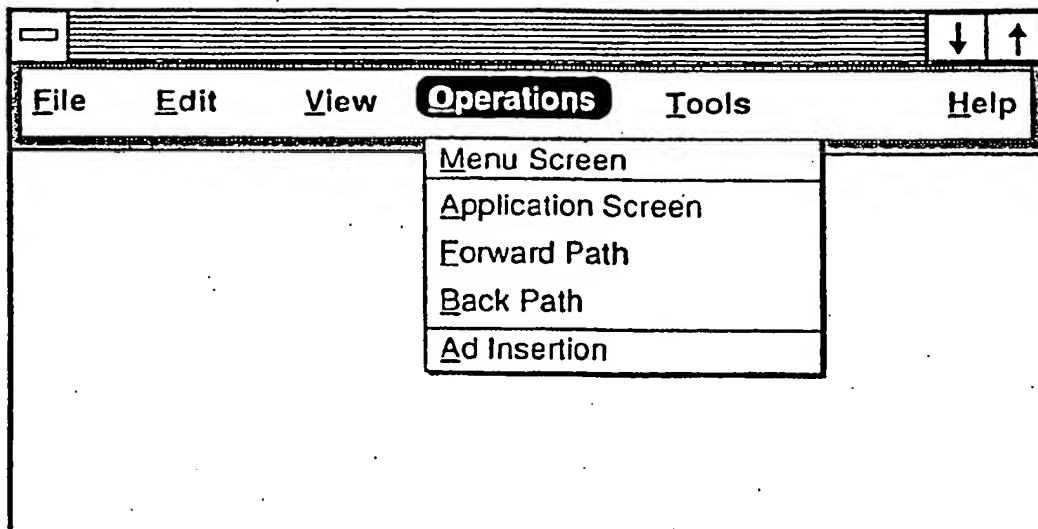 File Edit View Operations Tools Help
Menu Screen
Application Screen
Forward Path
Back Path
Ad Insertion